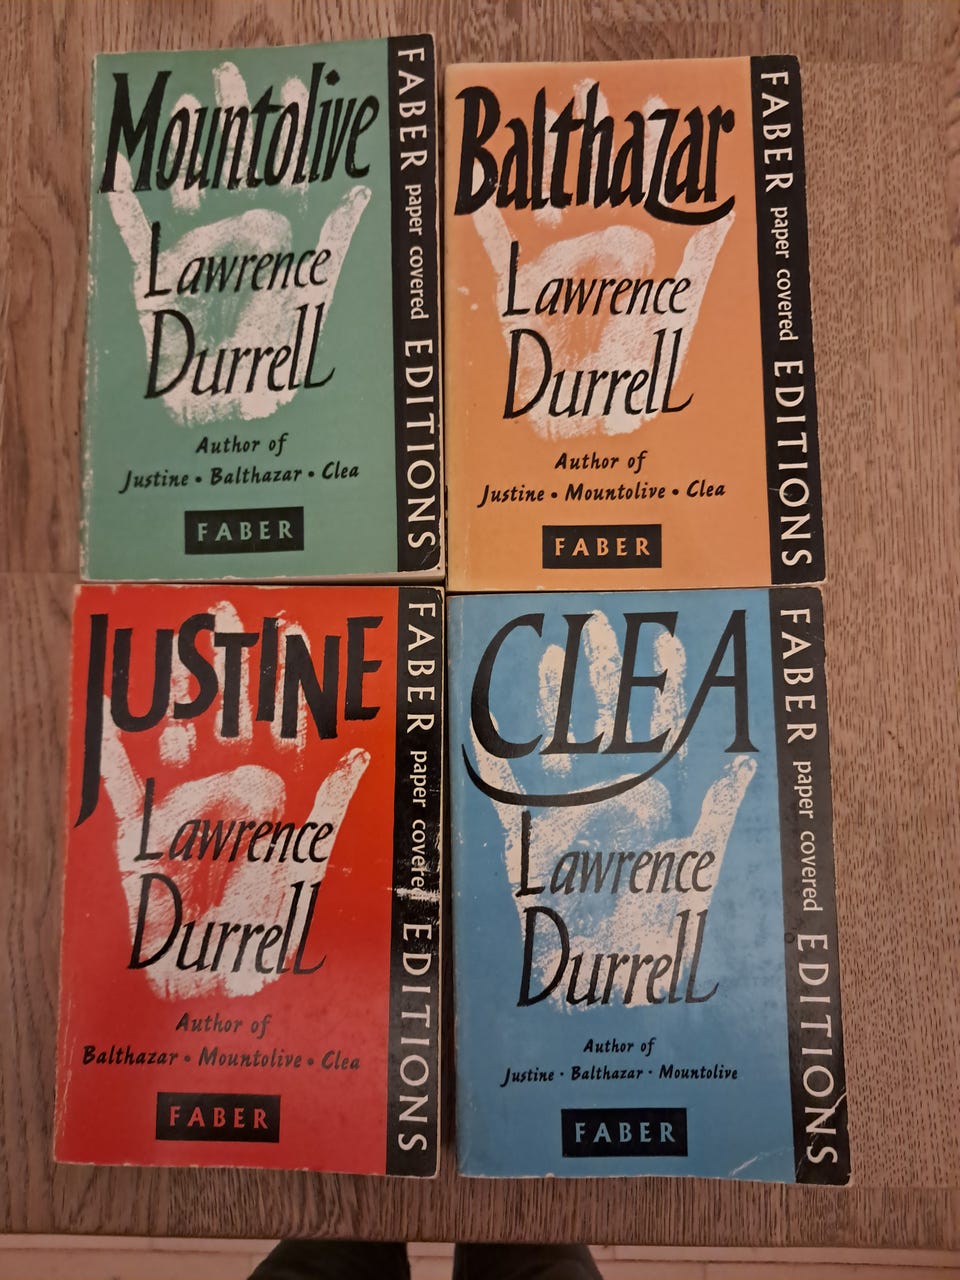 Mountolive
Lawrence
Durrell
Author of
Justine • Balthazar • Clea
FABER
FABER paper covered EDITIONS
Balthazar
Lawrence
Durrell
Author of
Justine • Mountolive • Clea
FABER
FABER paper covered EDITIONS
JUSTINE
Lawrence
Durrell
Author of
Balthazar • Mountolive • Clea
FABER
FABER paper covered EDITIONS
CLEA
Lawrence
Durrell
Author of
Justine · Balthazar · Mountolive
FABER
FABER paper covered EDITIONS